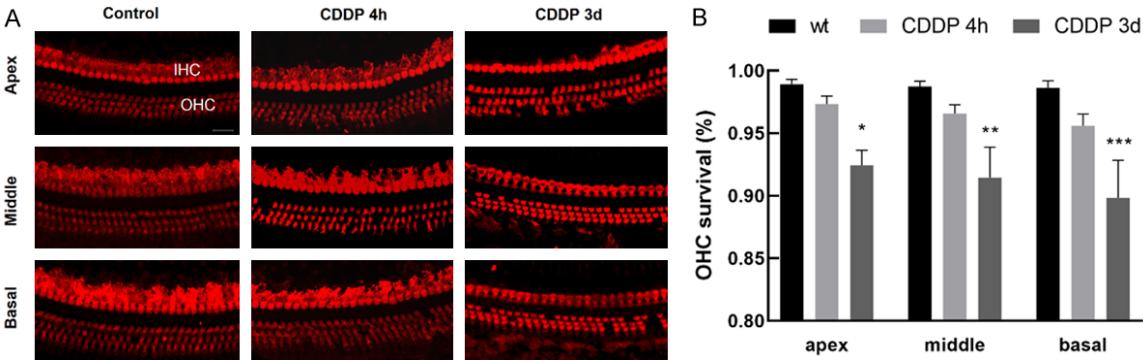 A
Control
CDDP 4h
CDDP 3d
Apex
IHC
OHC
Middle
Basal
B
wt
CDDP 4h
CDDP 3d
OHC survival (%)
1.00
0.95
0.90
0.85
0.80
*
**
***
apex
middle
basal